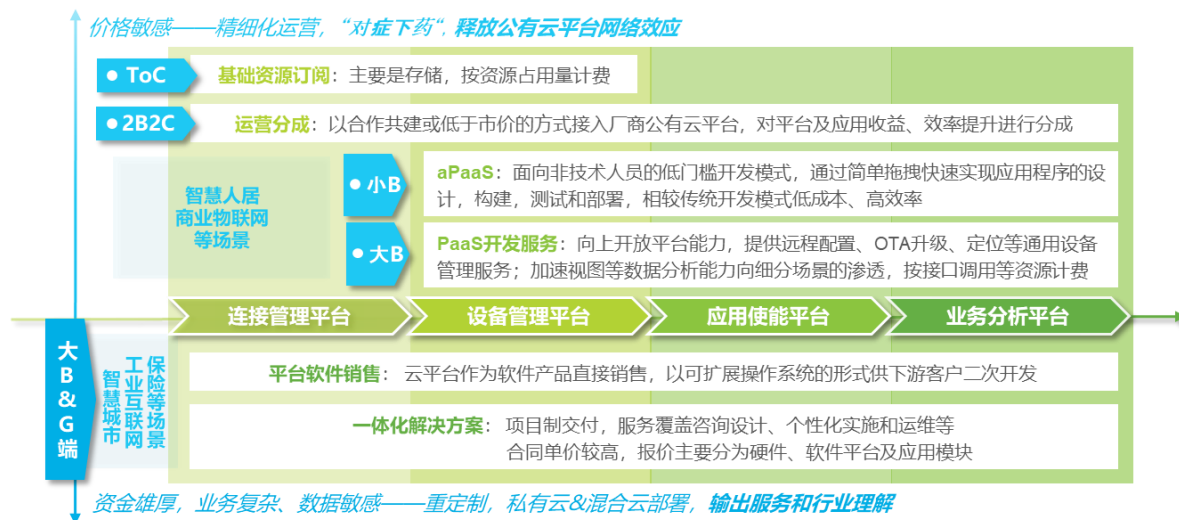 价格敏感——精细化运营，“对症下药“，释放公有云平台网络效应
ToC
基础资源订阅：主要是存储，按资源占用量计费
2B2C
运营分成：以合作共建或低于市价的方式接入厂商公有云平台，对平台及应用收益、效率提升进行分成
智慧人居
商业物联网
等场景
小B
aPaaS：面向非技术人员的低门槛开发模式，通过简单拖拽快速实现应用程序的设
计，构建，测试和部署，相较传统开发模式低成本、高效率
大B
PaaS开发服务：向上开放平台能力，提供远程配置、OTA升级、定位等通用设备
管理服务；加速视图等数据分析能力向细分场景的渗透，按接口调用等资源计费
连接管理平台
设备管理平台
应用使能平台
业务分析平台
大B&G端
智慧城市
工业互联网
保险等场景
平台软件销售：云平台作为软件产品直接销售，以可扩展操作系统的形式供下游客户二次开发
一体化解决方案：项目制交付，服务覆盖咨询设计、个性化实施和运维等
合同单价较高，报价主要分为硬件、软件平台及应用模块
资金雄厚，业务复杂、数据敏感——重定制，私有云&混合云部署，输出服务和行业理解